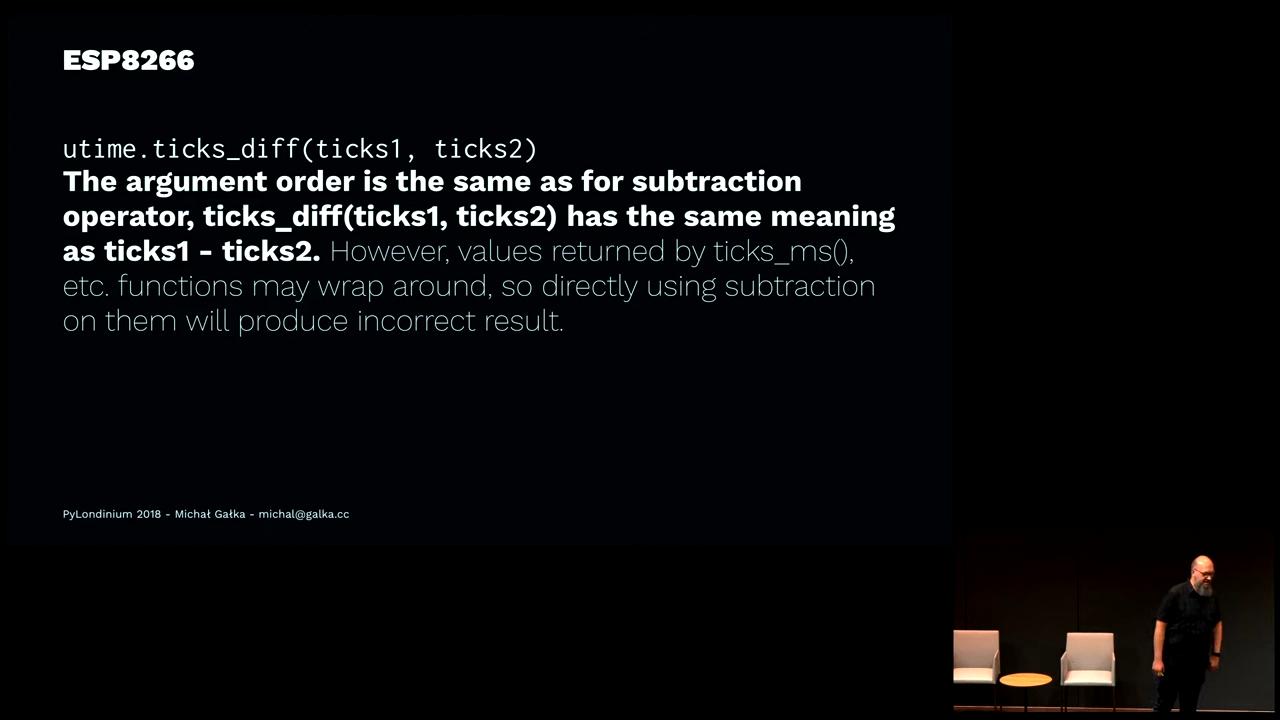 ESP8266
utime.ticks_diff(ticks1, ticks2)
The argument order is the same as for subtraction
operator, ticks_diff(ticks1, ticks2) has the same meaning
as ticks1 - ticks2. However, values returned by ticks_ms(),
etc. functions may wrap around, so directly using subtraction
on them will produce incorrect result.
PyLondinium 2018 - Michał Gałka - michal@galka.cc